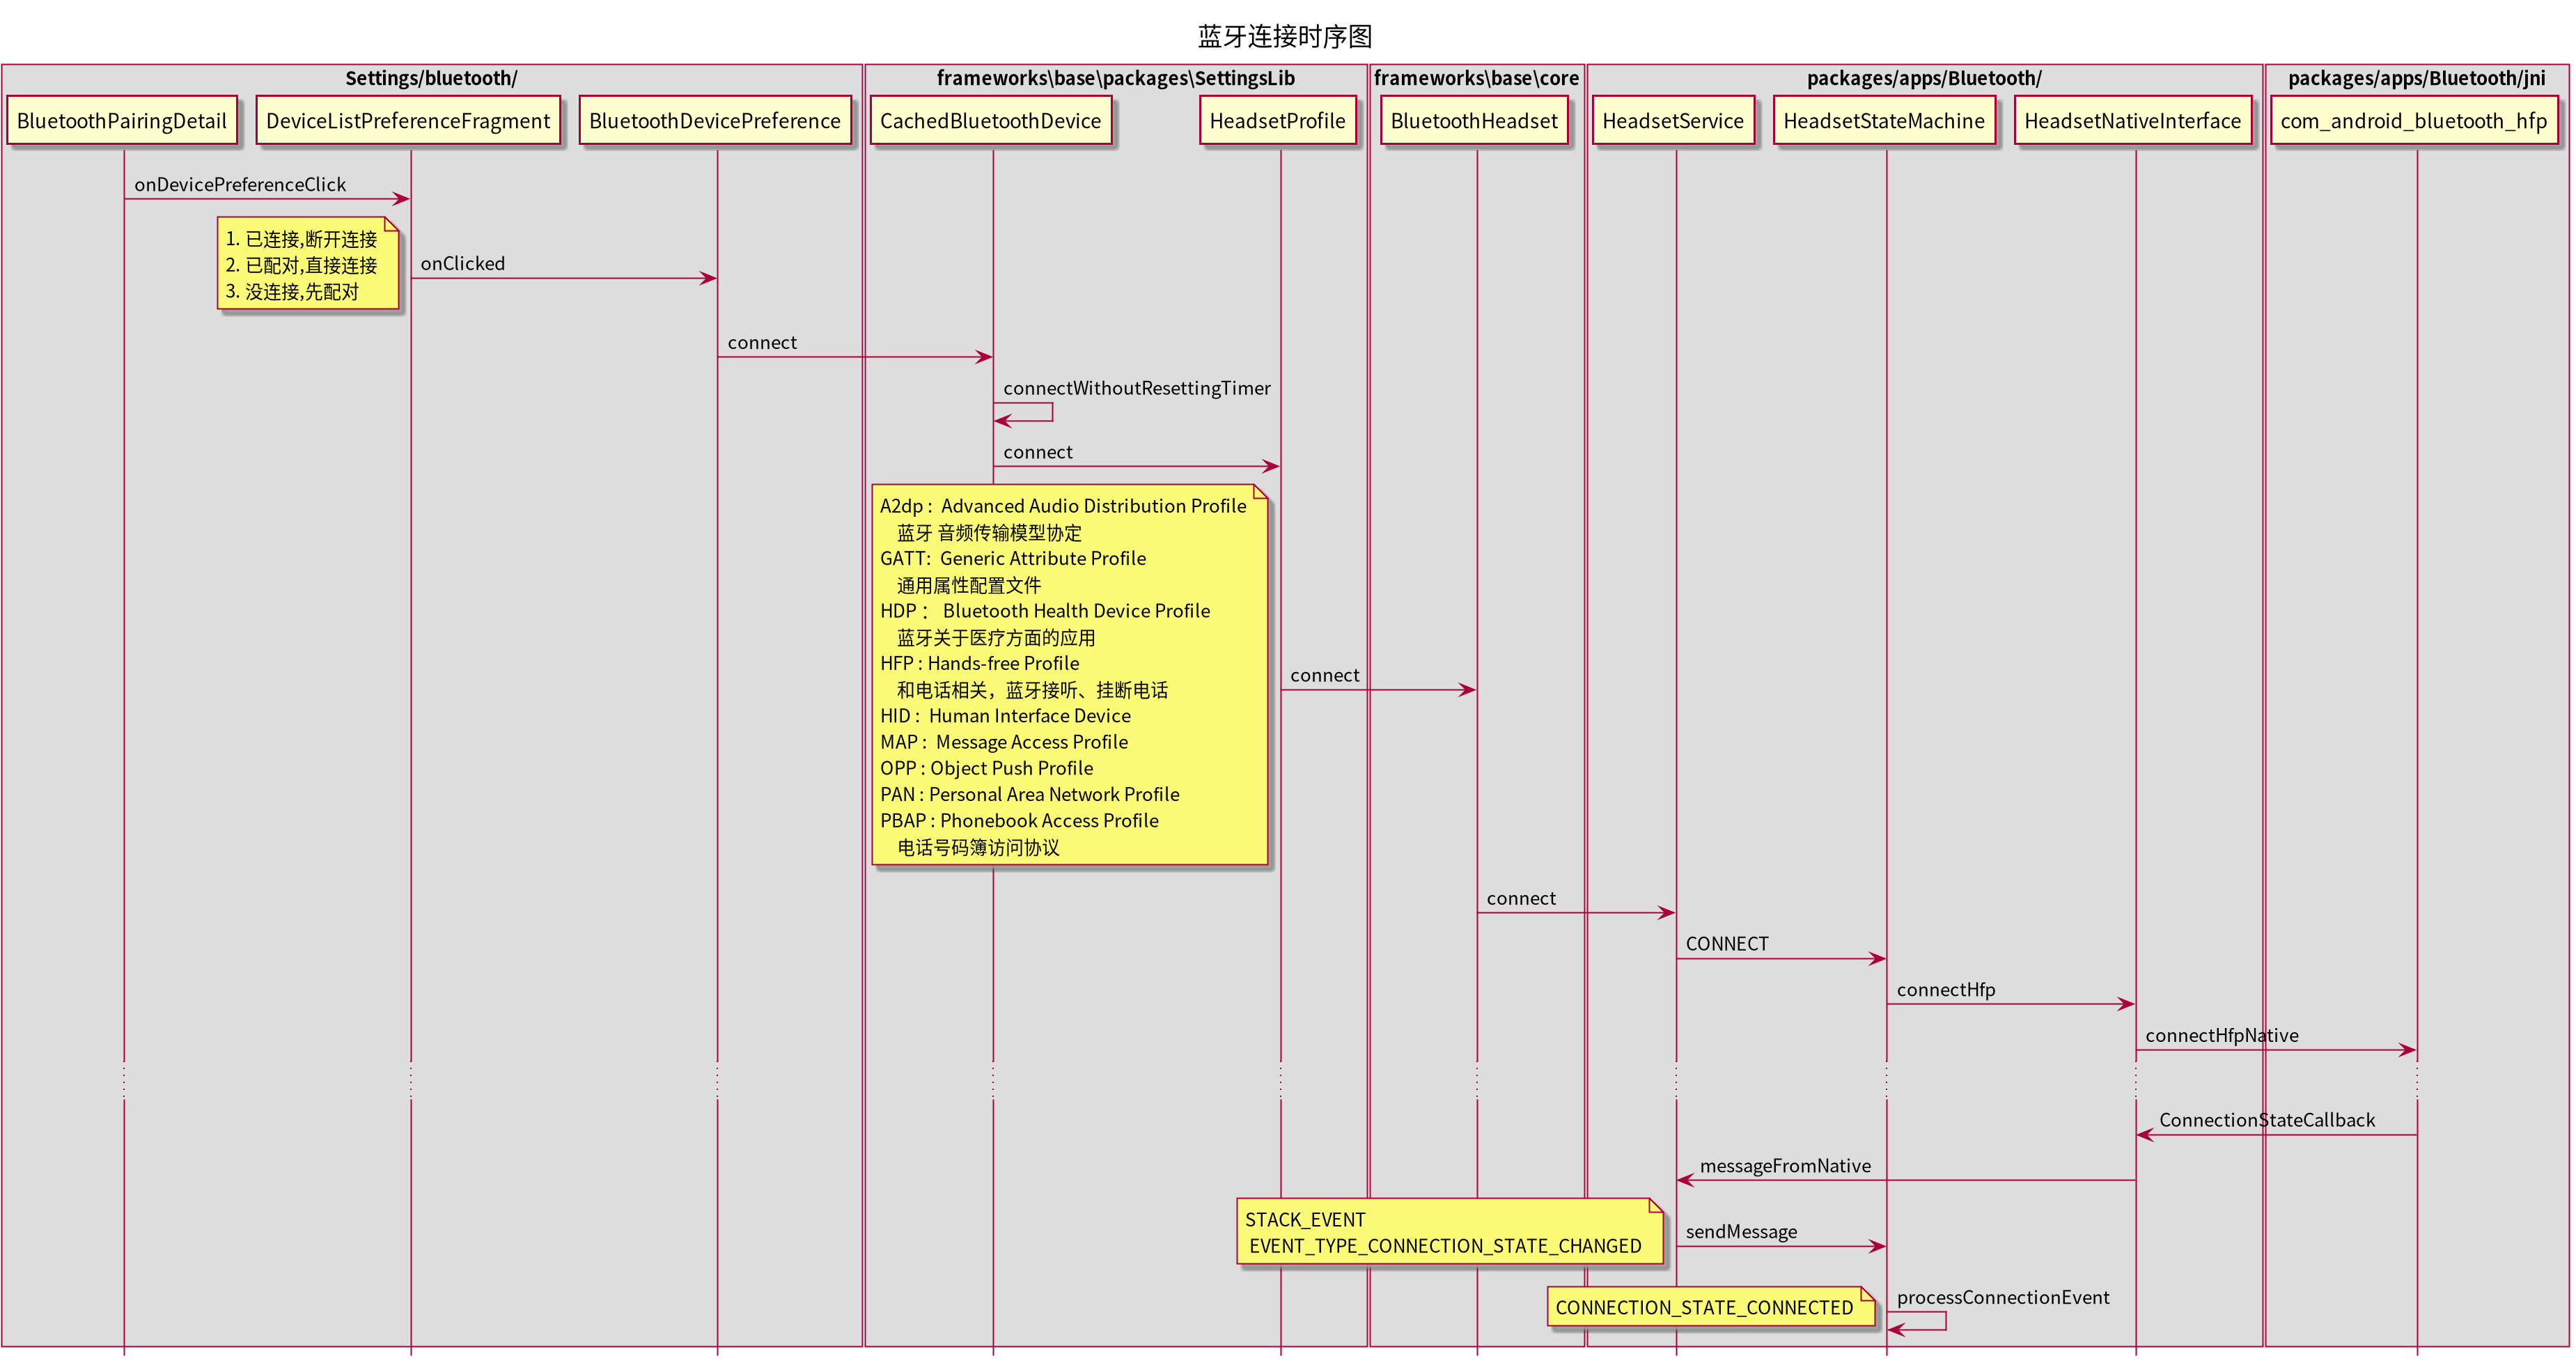 蓝牙连接时序图
Settings/bluetooth/
frameworks\base\packages\SettingsLib
frameworks\base\core
packages/apps/Bluetooth/
packages/apps/Bluetooth/jni
BluetoothPairingDetail
DeviceListPreferenceFragment
BluetoothDevicePreference
CachedBluetoothDevice
HeadsetProfile
BluetoothHeadset
HeadsetService
HeadsetStateMachine
HeadsetNativeInterface
com_android_bluetooth_hfp
onDevicePreferenceClick
1. 已连接,断开连接
2. 已配对,直接连接
3. 没连接,先配对
onClicked
connect
connectWithoutResettingTimer
connect
A2dp :  Advanced Audio Distribution Profile
蓝牙 音频传输模型协定
GATT:  Generic Attribute Profile
通用属性配置文件
HDP ：  Bluetooth Health Device Profile
蓝牙关于医疗方面的应用
HFP : Hands-free Profile
和电话相关，蓝牙接听、挂断电话
HID :  Human Interface Device
MAP :  Message Access Profile
OPP : Object Push Profile
PAN : Personal Area Network Profile
PBAP : Phonebook Access Profile
电话号码簿访问协议
connect
connect
CONNECT
connectHfp
connectHfpNative
ConnectionStateCallback
messageFromNative
STACK_EVENT
EVENT_TYPE_CONNECTION_STATE_CHANGED
sendMessage
CONNECTION_STATE_CONNECTED
processConnectionEvent